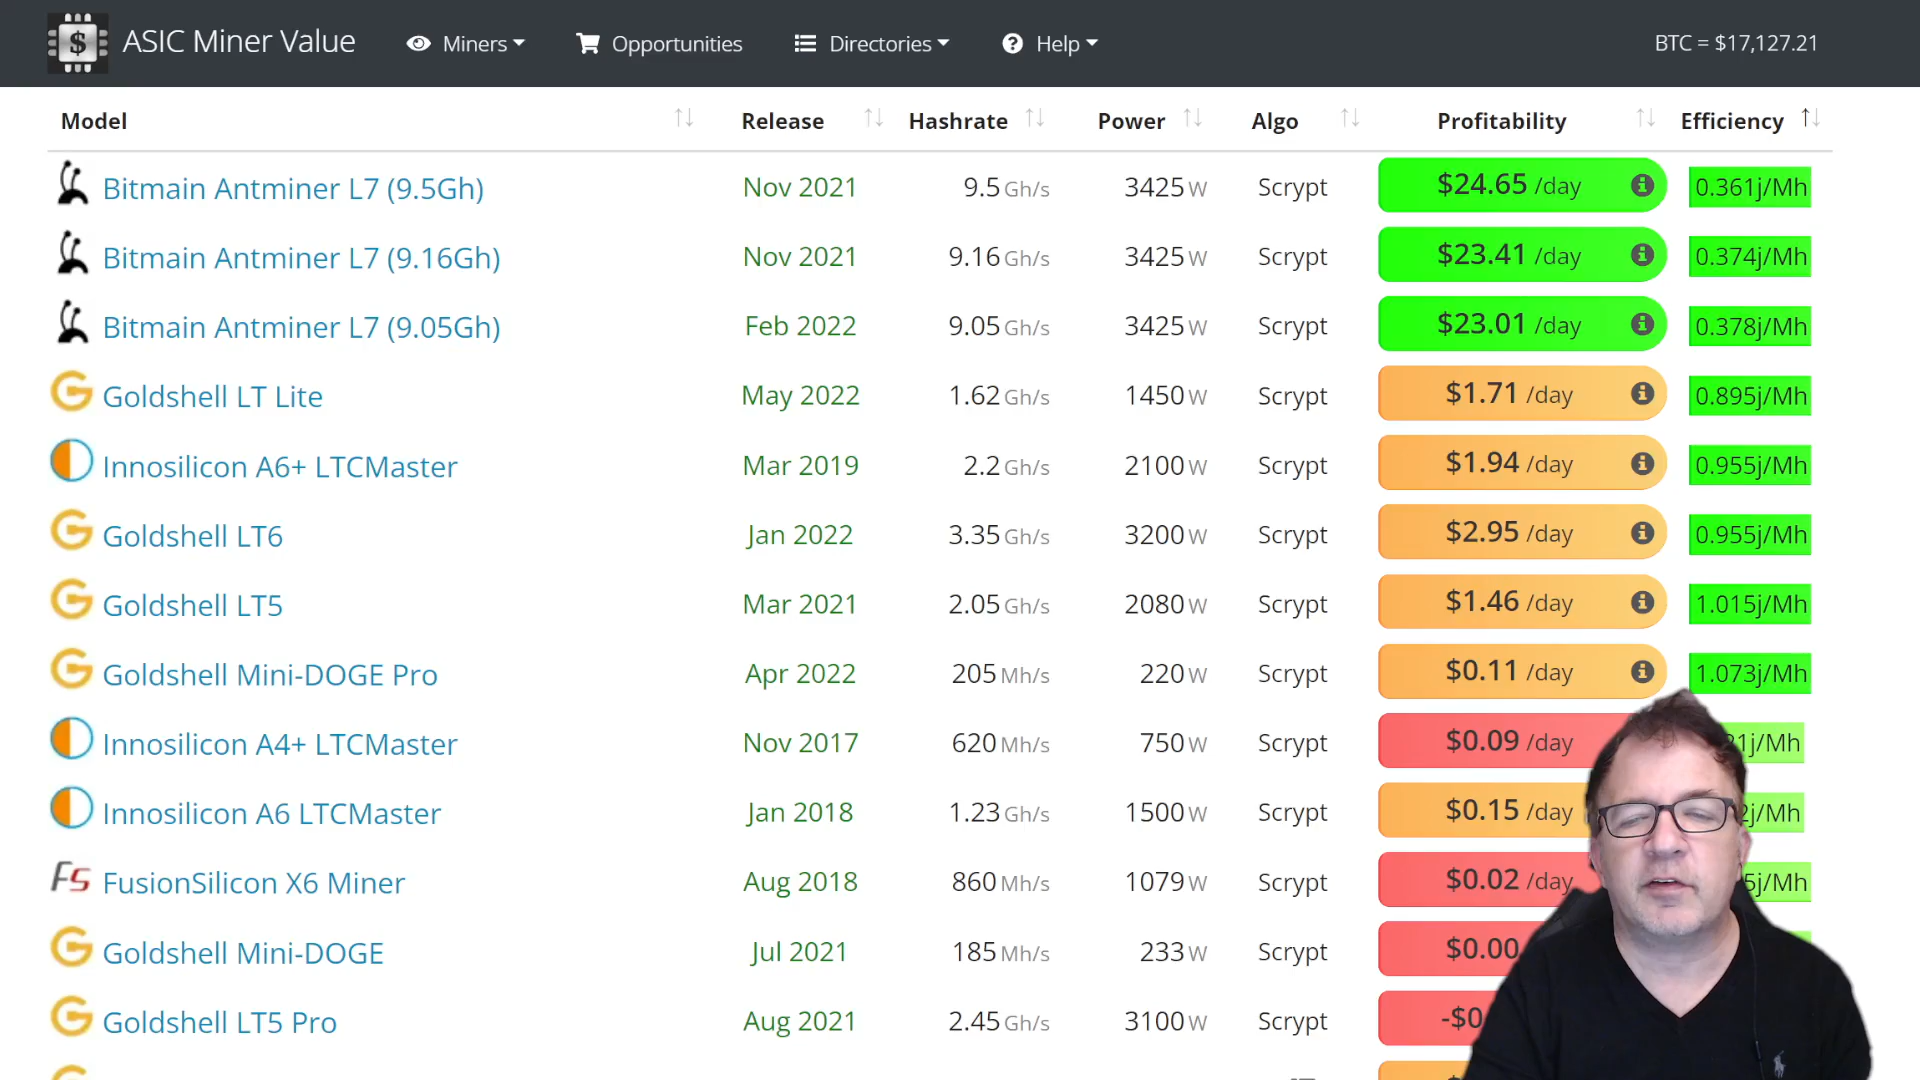 $ ASIC Miner Value Miners Opportunities Directories Help BTC = $17,127.21
Model Release Hashrate Power Algo Profitability Efficiency
Bitmain Antminer L7 (9.5Gh) Nov 2021 9.5 Gh/s 3425 W Scrypt $24.65 /day 0.361j/Mh
Bitmain Antminer L7 (9.16Gh) Nov 2021 9.16 Gh/s 3425 W Scrypt $23.41 /day 0.374j/Mh
Bitmain Antminer L7 (9.05Gh) Feb 2022 9.05 Gh/s 3425 W Scrypt $23.01 /day 0.378j/Mh
Goldshell LT Lite May 2022 1.62 Gh/s 1450 W Scrypt $1.71 /day 0.895j/Mh
Innosilicon A6+ LTCMaster Mar 2019 2.2 Gh/s 2100 W Scrypt $1.94 /day 0.955j/Mh
Goldshell LT6 Jan 2022 3.35 Gh/s 3200 W Scrypt $2.95 /day 0.955j/Mh
Goldshell LT5 Mar 2021 2.05 Gh/s 2080 W Scrypt $1.46 /day 1.015j/Mh
Goldshell Mini-DOGE Pro Apr 2022 205 Mh/s 220 W Scrypt $0.11 /day 1.073j/Mh
Innosilicon A4+ LTCMaster Nov 2017 620 Mh/s 750 W Scrypt $0.09 /day 1j/Mh
Innosilicon A6 LTCMaster Jan 2018 1.23 Gh/s 1500 W Scrypt $0.15 /day j/Mh
FS FusionSilicon X6 Miner Aug 2018 860 Mh/s 1079 W Scrypt $0.02 /day 5j/Mh
Goldshell Mini-DOGE Jul 2021 185 Mh/s 233 W Scrypt $0.00
Goldshell LT5 Pro Aug 2021 2.45 Gh/s 3100 W Scrypt -$0